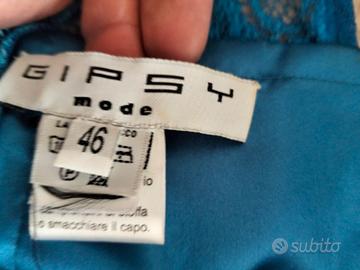 GIPSY
mode
46
P
io
o smacchiare il capo.
subito